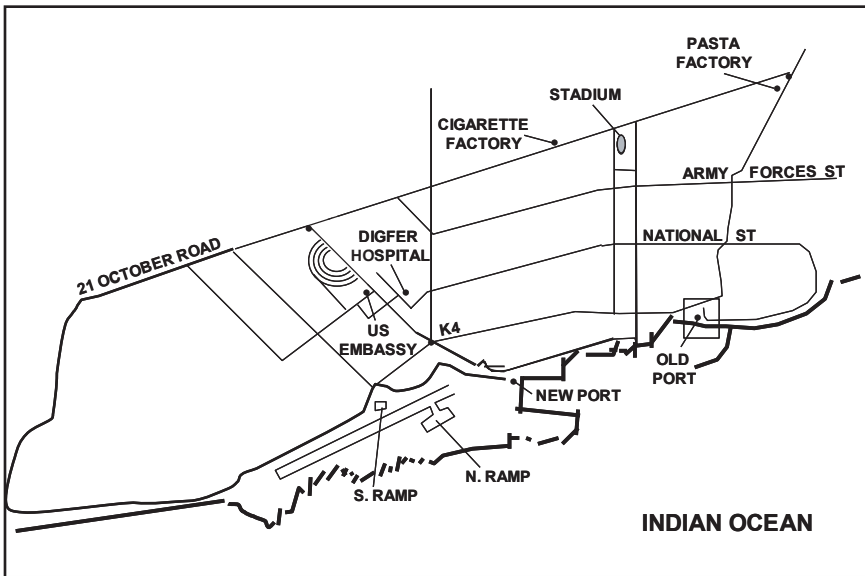 PASTA
FACTORY
STADIUM
CIGARETTE
FACTORY
ARMY FORCES ST
21 OCTOBER ROAD
DIGFER
HOSPITAL
NATIONAL ST
US
EMBASSY
K4
OLD
PORT
NEW PORT
N. RAMP
S. RAMP
INDIAN OCEAN